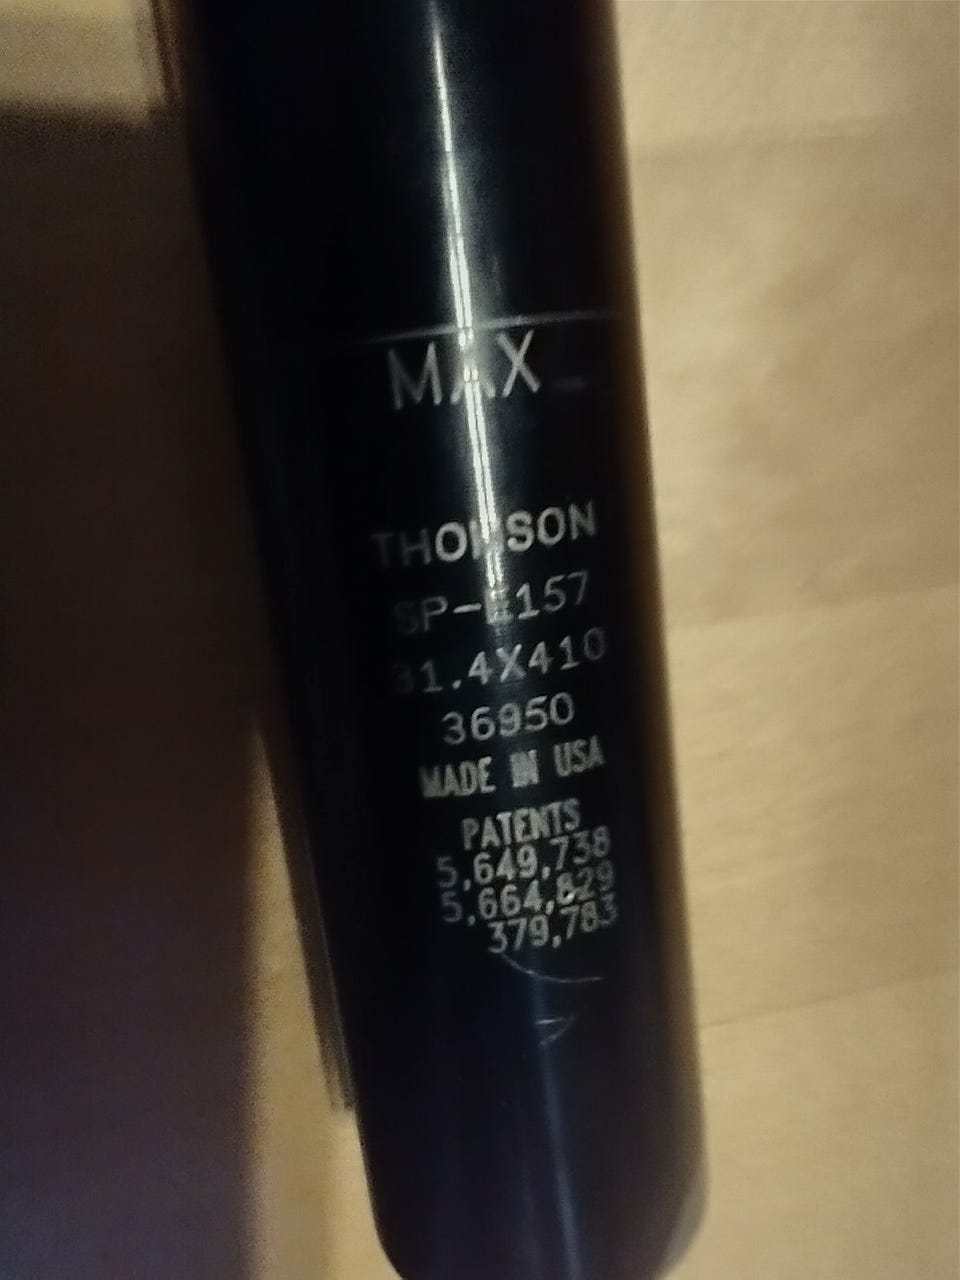 MAX
THOMSON
SP-E157
31.4X410
36950
MADE IN USA
PATENTS
5,649,738
5,664,829
379,783